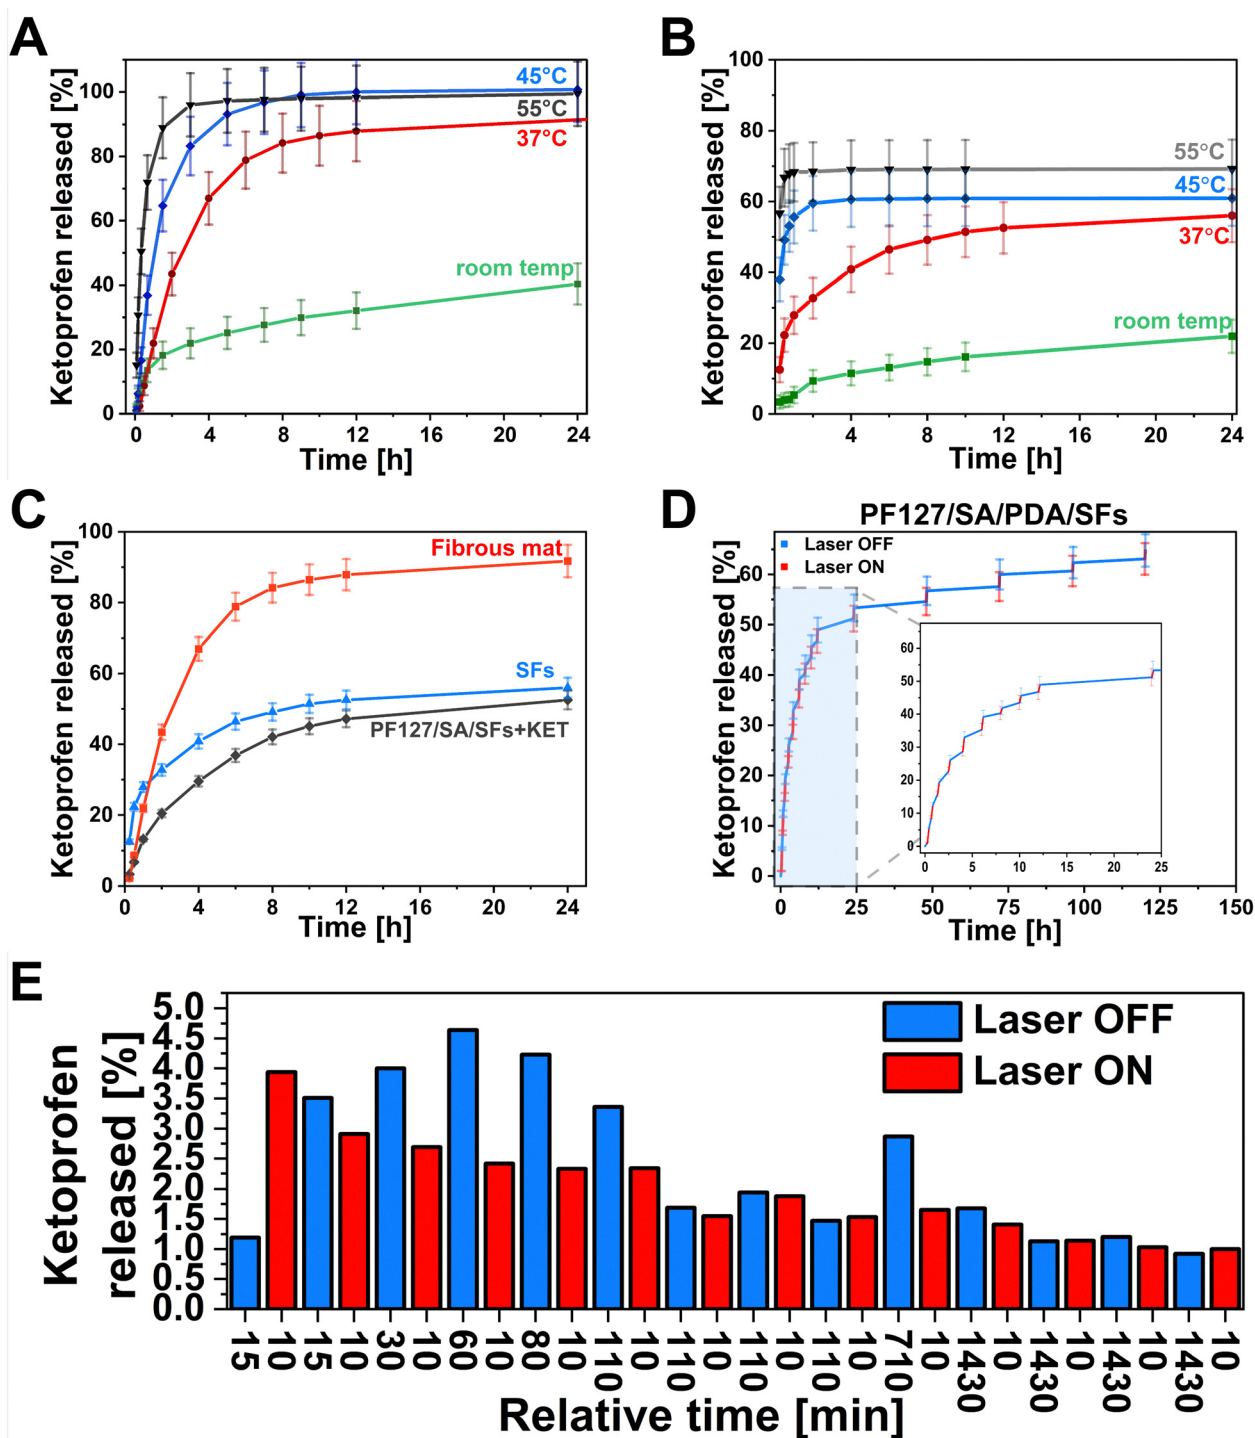 A
Ketoprofen released [%]
100
80
60
40
20
0
45°C
55°C
37°C
room temp
0 4 8 12 16 20 24
Time [h]
B
Ketoprofen released [%]
100
80
60
40
20
0
55°C
45°C
37°C
room temp
4 8 12 16 20 24
Time [h]
C
Ketoprofen released [%]
100
80
60
40
20
0
Fibrous mat
SFs
PF127/SA/SFs+KET
0 4 8 12 16 20 24
Time [h]
D
PF127/SA/PDA/SFs
Laser OFF
Laser ON
Ketoprofen released [%]
60
50
40
30
20
10
0
60
50
40
30
20
10
0
0 5 10 15 20 25
0 25 50 75 100 125 150
Time [h]
E
Ketoprofen
released [%]
5.0
4.5
4.0
3.5
3.0
2.5
2.0
1.5
1.0
0.5
0.0
Laser OFF
Laser ON
15 10 15 10 30 10 60 10 80 10 110 10 110 10 110 10 110 10 710 10 1430 10 1430 10 1430 10 1430 10
Relative time [min]